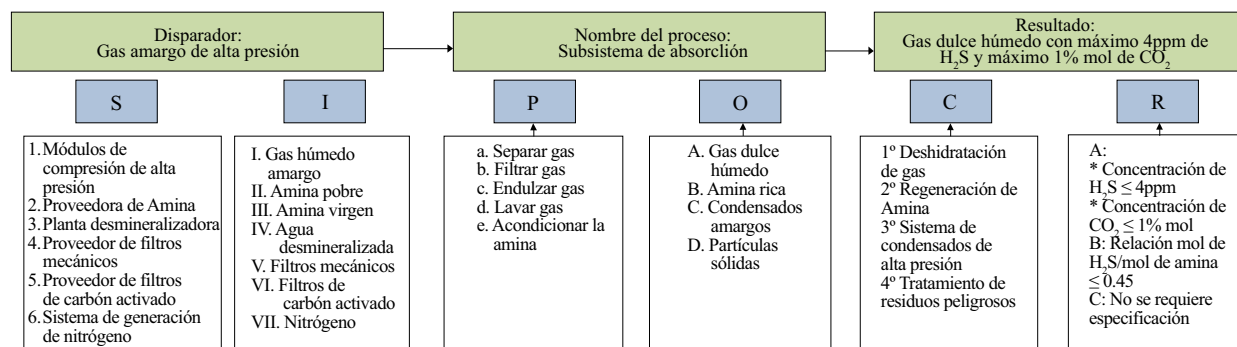 Disparador:
Gas amargo de alta presión
Nombre del proceso:
Subsistema de absorclión
Resultado:
Gas dulce húmedo con máximo 4ppm de
H₂S y máximo 1% mol de CO₂
S
I
P
O
C
R
1. Módulos de
compresión de alta
presión
2. Proveedora de Amina
3. Planta desmineralizadora
4. Proveedor de filtros
mecánicos
5. Proveedor de filtros
de carbón activado
6. Sistema de generación
de nitrógeno
I. Gas húmedo
amargo
II. Amina pobre
III. Amina virgen
IV. Agua
desmineralizada
V. Filtros mecánicos
VI. Filtros de
carbón activado
VII. Nitrógeno
a. Separar gas
b. Filtrar gas
c. Endulzar gas
d. Lavar gas
e. Acondicionar la
amina
A. Gas dulce
húmedo
B. Amina rica
C. Condensados
amargos
D. Partículas
sólidas
1º Deshidratación
de gas
2º Regeneración de
Amina
3º Sistema de
condensados de
alta presión
4º Tratamiento de
residuos peligrosos
A:
* Concentración de
H₂S ≤ 4ppm
* Concentración de
CO₂ ≤ 1% mol
B: Relación mol de
H₂S/mol de amina
≤ 0.45
C: No se requiere
especificación